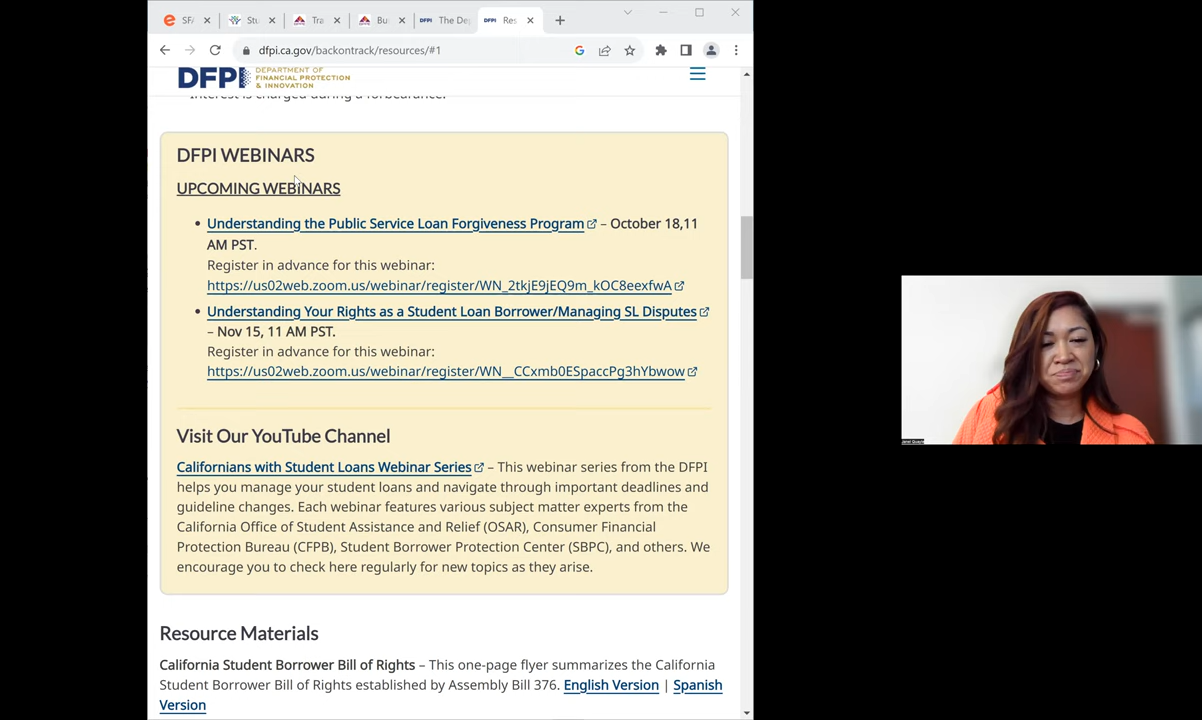 SFA
Stu
Tra
Bu
DFPI The Dep
DFPI Res
dfpi.ca.gov/backontrack/resources/#1
DFPI DEPARTMENT OF
FINANCIAL PROTECTION
& INNOVATION
Interest is charged during a forbearance.
DFPI WEBINARS
UPCOMING WEBINARS
• Understanding the Public Service Loan Forgiveness Program – October 18,11
AM PST.
Register in advance for this webinar:
https://us02web.zoom.us/webinar/register/WN_2tkjE9jEQ9m_kOC8eexfwA
• Understanding Your Rights as a Student Loan Borrower/Managing SL Disputes
– Nov 15, 11 AM PST.
Register in advance for this webinar:
https://us02web.zoom.us/webinar/register/WN__CCxmb0ESpaccPg3hYbwow
Visit Our YouTube Channel
Californians with Student Loans Webinar Series – This webinar series from the DFPI
helps you manage your student loans and navigate through important deadlines and
guideline changes. Each webinar features various subject matter experts from the
California Office of Student Assistance and Relief (OSAR), Consumer Financial
Protection Bureau (CFPB), Student Borrower Protection Center (SBPC), and others. We
encourage you to check here regularly for new topics as they arise.
Resource Materials
California Student Borrower Bill of Rights – This one-page flyer summarizes the California
Student Borrower Bill of Rights established by Assembly Bill 376. English Version | Spanish
Version